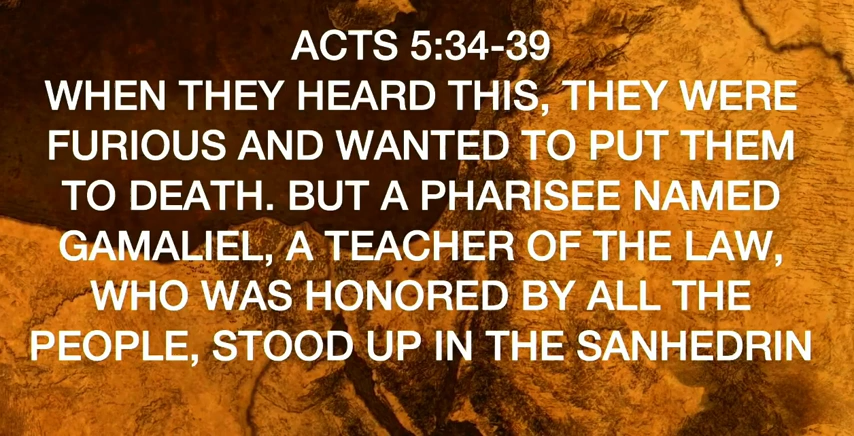 ACTS 5:34-39
WHEN THEY HEARD THIS, THEY WERE
FURIOUS AND WANTED TO PUT THEM
TO DEATH. BUT A PHARISEE NAMED
GAMALIEL, A TEACHER OF THE LAW,
WHO WAS HONORED BY ALL THE
PEOPLE, STOOD UP IN THE SANHEDRIN